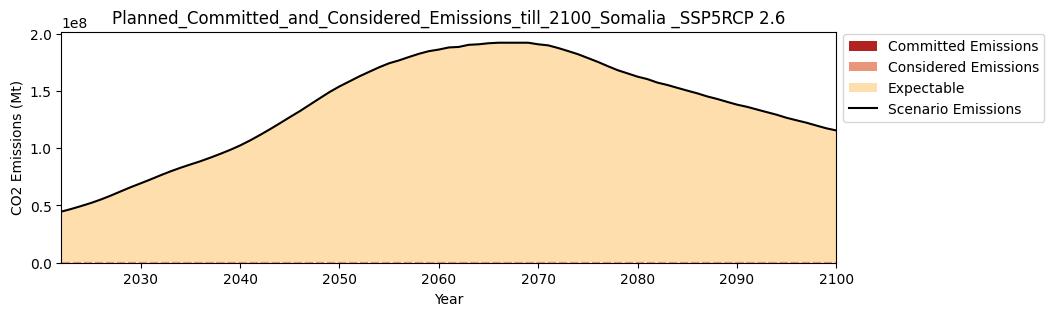 Planned_Committed_and_Considered_Emissions_till_2100_Somalia _SSP5RCP 2.6
1e8
2.0
1.5
1.0
0.5
0.0
CO2 Emissions (Mt)
2030 2040 2050 2060 2070 2080 2090 2100
Year
Committed Emissions
Considered Emissions
Expectable
Scenario Emissions